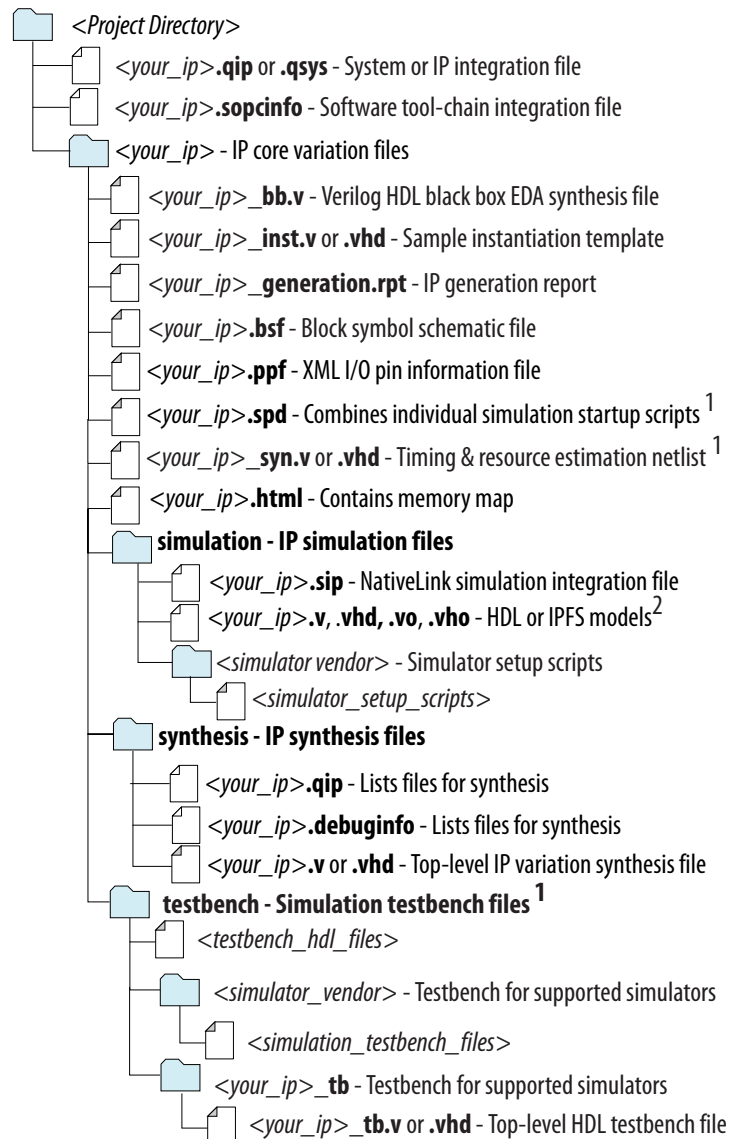 <Project Directory>
<your_ip>.qip or .qsys - System or IP integration file
<your_ip>.sopcinfo - Software tool-chain integration file
<your_ip> - IP core variation files
<your_ip>_bb.v - Verilog HDL black box EDA synthesis file
<your_ip>_inst.v or .vhd - Sample instantiation template
<your_ip>_generation.rpt - IP generation report
<your_ip>.bsf - Block symbol schematic file
<your_ip>.ppf - XML I/O pin information file
<your_ip>.spd - Combines individual simulation startup scripts 1
<your_ip>_syn.v or .vhd - Timing & resource estimation netlist 1
<your_ip>.html - Contains memory map
simulation - IP simulation files
<your_ip>.sip - NativeLink simulation integration file
<your_ip>.v, .vhd, .vo, .vho - HDL or IPFS models2
<simulator vendor> - Simulator setup scripts
<simulator_setup_scripts>
synthesis - IP synthesis files
<your_ip>.qip - Lists files for synthesis
<your_ip>.debuginfo - Lists files for synthesis
<your_ip>.v or .vhd - Top-level IP variation synthesis file
testbench - Simulation testbench files 1
<testbench_hdl_files>
<simulator_vendor> - Testbench for supported simulators
<simulation_testbench_files>
<your_ip>_tb - Testbench for supported simulators
<your_ip>_tb.v or .vhd - Top-level HDL testbench file